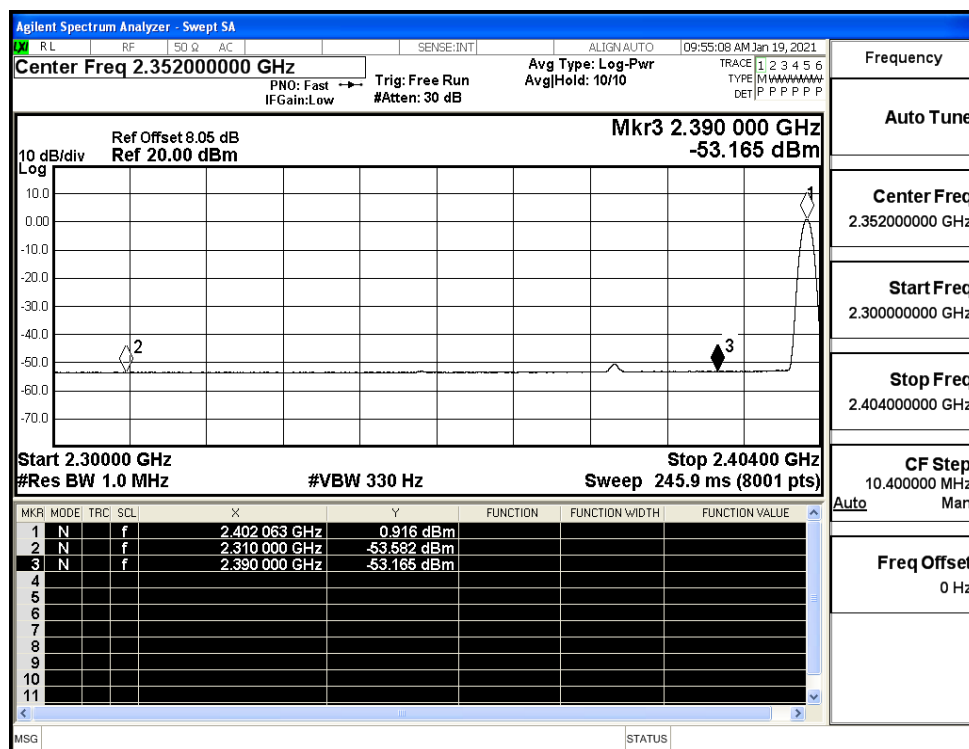 Agilent Spectrum Analyzer - Swept SA
LXI RL RF 50 Ω AC SENSE:INT ALIGN AUTO 09:55:08 AM Jan 19, 2021
Center Freq 2.352000000 GHz
PNO: Fast
IFGain:Low
Trig: Free Run
#Atten: 30 dB
Avg Type: Log-Pwr
Avg|Hold: 10/10
TRACE 1 2 3 4 5 6
TYPE M WWWWW
DET P P P P P P
Ref Offset 8.05 dB
10 dB/div Ref 20.00 dBm
Log
Mkr3 2.390 000 GHz
-53.165 dBm
10.0
0.00
-10.0
-20.0
-30.0
-40.0
-50.0
-60.0
-70.0
1
2
3
Start 2.30000 GHz Stop 2.40400 GHz
#Res BW 1.0 MHz #VBW 330 Hz Sweep 245.9 ms (8001 pts)
MKR MODE TRC SCL X Y FUNCTION FUNCTION WIDTH FUNCTION VALUE
1 N f 2.402 063 GHz 0.916 dBm
2 N f 2.310 000 GHz -53.582 dBm
3 N f 2.390 000 GHz -53.165 dBm
4
5
6
7
8
9
10
11
MSG STATUS
Frequency
Auto Tune
Center Freq
2.352000000 GHz
Start Freq
2.300000000 GHz
Stop Freq
2.404000000 GHz
CF Step
10.400000 MHz
Auto Man
Freq Offset
0 Hz